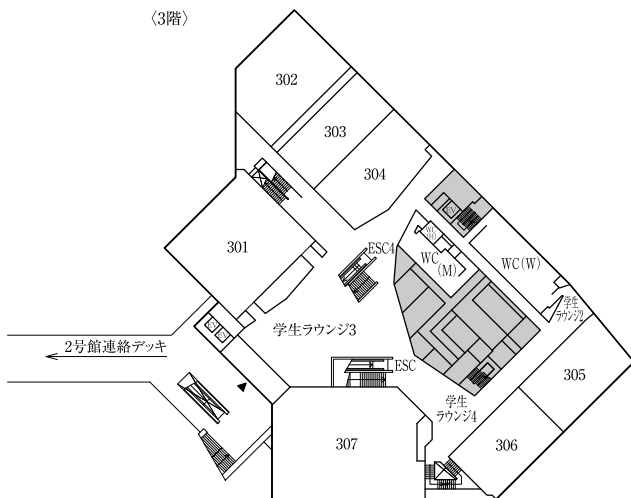 〈3階〉
302
303
304
301
EV
WC
(H)
WC
(M)
WC(W)
ESC4
学生
ラウンジ2
学生ラウンジ3
2号館連絡デッキ
ESC
305
学生
ラウンジ4
306
307